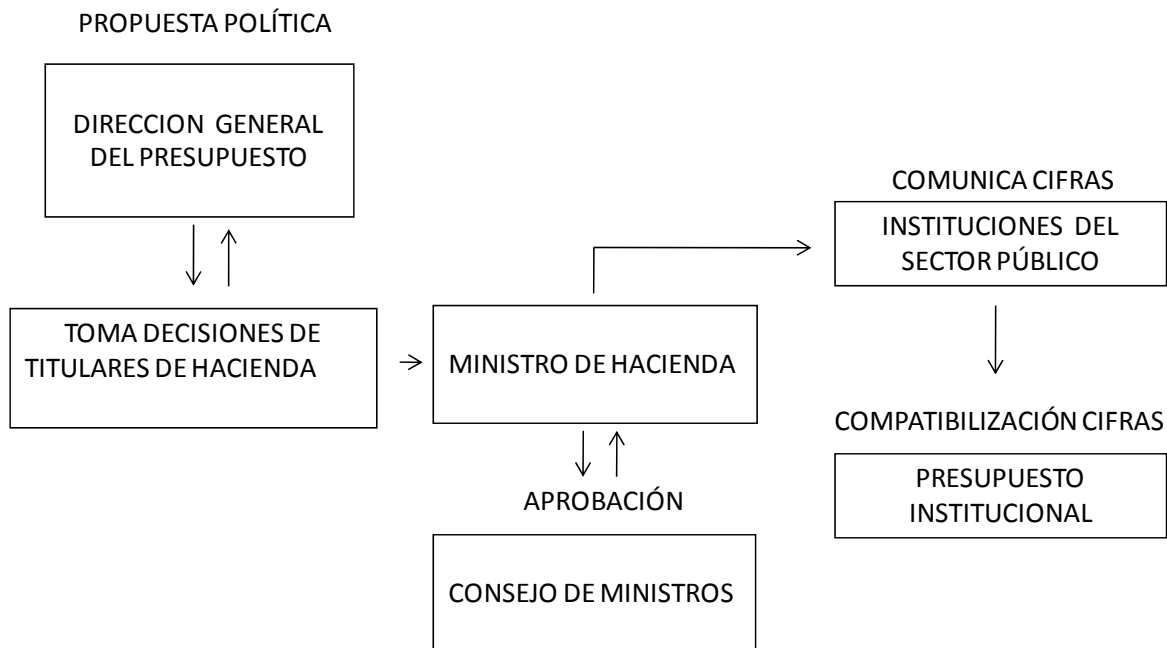 PROPUESTA POLÍTICA
DIRECCION GENERAL
DEL PRESUPUESTO
TOMA DECISIONES DE
TITULARES DE HACIENDA
MINISTRO DE HACIENDA
APROBACIÓN
CONSEJO DE MINISTROS
COMUNICA CIFRAS
INSTITUCIONES DEL
SECTOR PÚBLICO
COMPATIBILIZACIÓN CIFRAS
PRESUPUESTO
INSTITUCIONAL